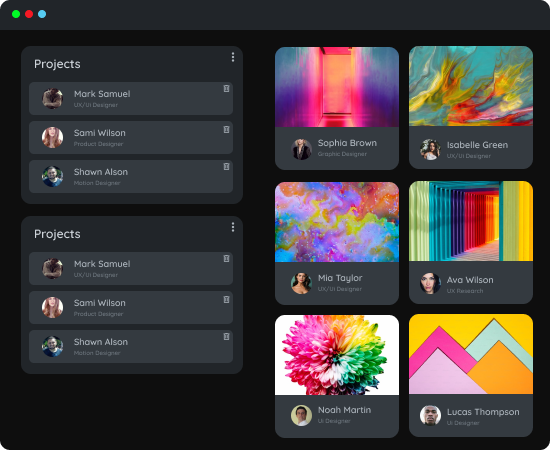 Projects
Mark Samuel
UX/UI Designer
Sami Wilson
Product Designer
Shawn Alson
Motion Designer
Projects
Mark Samuel
UX/UI Designer
Sami Wilson
Product Designer
Shawn Alson
Motion Designer
Sophia Brown
Graphic Designer
Isabelle Green
UX/UI Designer
Mia Taylor
UX/UI Designer
Ava Wilson
UX Research
Noah Martin
UI Designer
Lucas Thompson
UI Designer